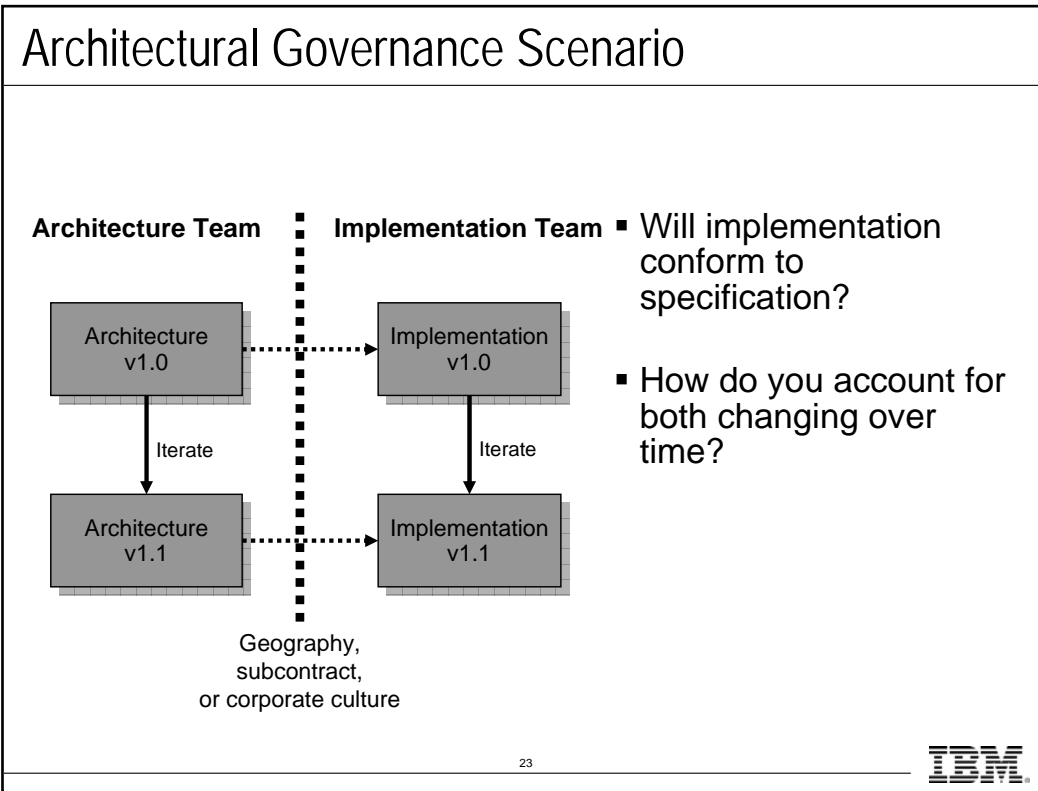 Architectural Governance Scenario
Architecture Team
Implementation Team
Architecture
v1.0
Implementation
v1.0
Iterate
Iterate
Architecture
v1.1
Implementation
v1.1
Geography,
subcontract,
or corporate culture
▪ Will implementation
conform to
specification?
▪ How do you account for
both changing over
time?
23
IBM.